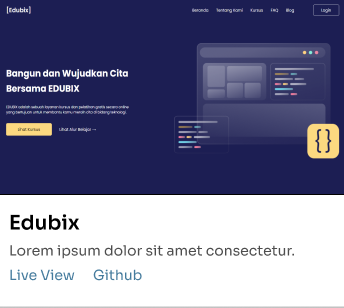 [Edubix]
Beranda Tentang Kami Kursus FAQ Blog Login
Bangun dan Wujudkan Cita
Bersama EDUBIX
EDUBIX adalah sebuah layanan kursus dan pelatihan gratis secara online
yang bertujuan untuk membantu kamu meraih cita di bidang teknologi.
Lihat Kursus Lihat Alur Belajar →
{ }
Edubix
Lorem ipsum dolor sit amet consectetur.
Live View Github